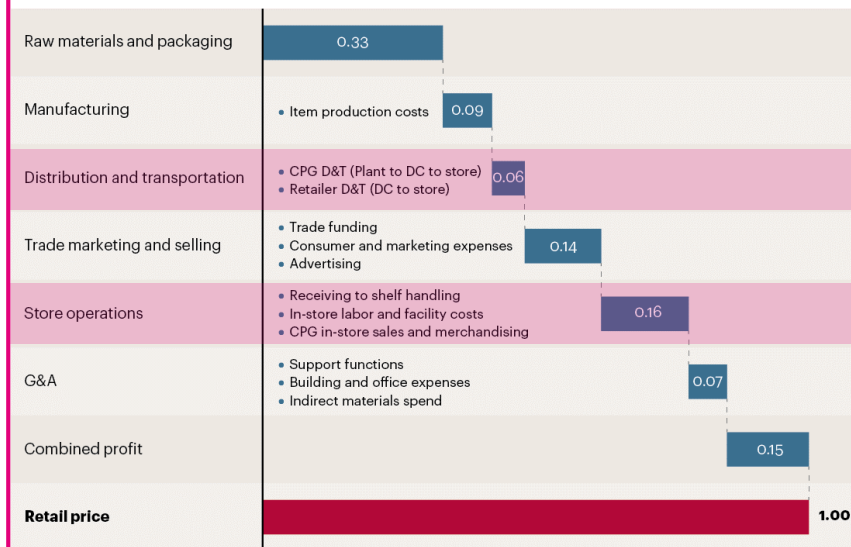 Raw materials and packaging
0.33
Manufacturing
• Item production costs
0.09
Distribution and transportation
• CPG D&T (Plant to DC to store)
• Retailer D&T (DC to store)
0.06
Trade marketing and selling
• Trade funding
• Consumer and marketing expenses
• Advertising
0.14
Store operations
• Receiving to shelf handling
• In-store labor and facility costs
• CPG in-store sales and merchandising
0.16
G&A
• Support functions
• Building and office expenses
• Indirect materials spend
0.07
Combined profit
0.15
Retail price
1.00